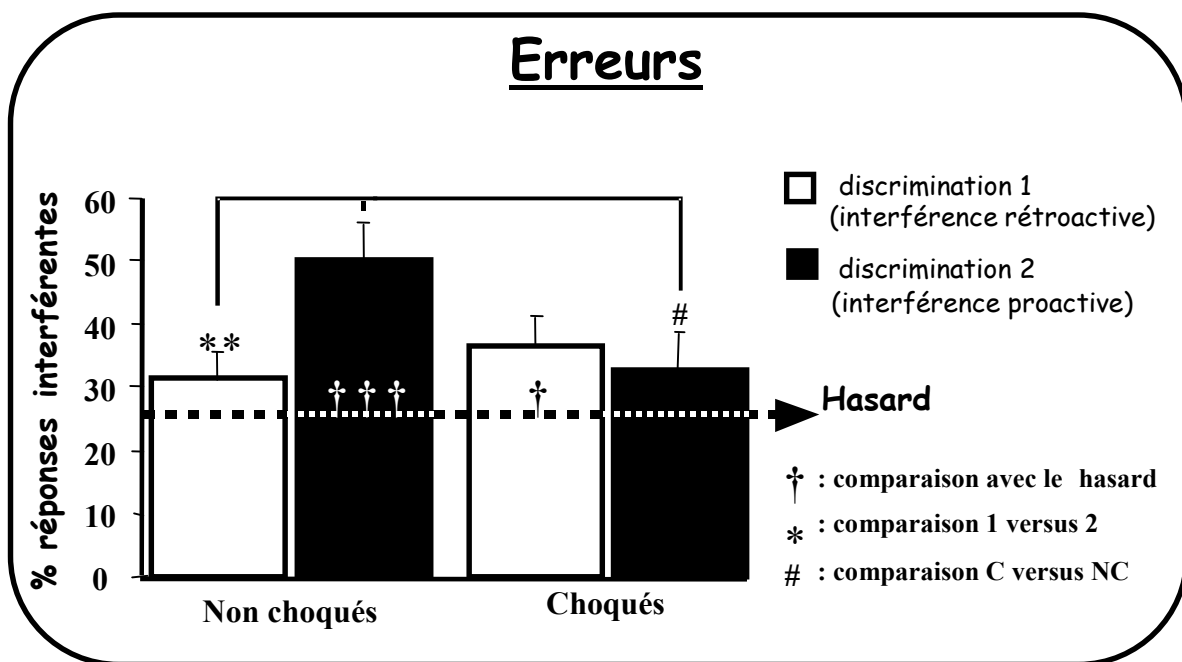 Erreurs
% réponses interférentes
60
50
40
30
20
10
0
**
†††
†
#
Non choqués
Choqués
discrimination 1
(interférence rétroactive)
discrimination 2
(interférence proactive)
Hasard
† : comparaison avec le hasard
* : comparaison 1 versus 2
# : comparaison C versus NC